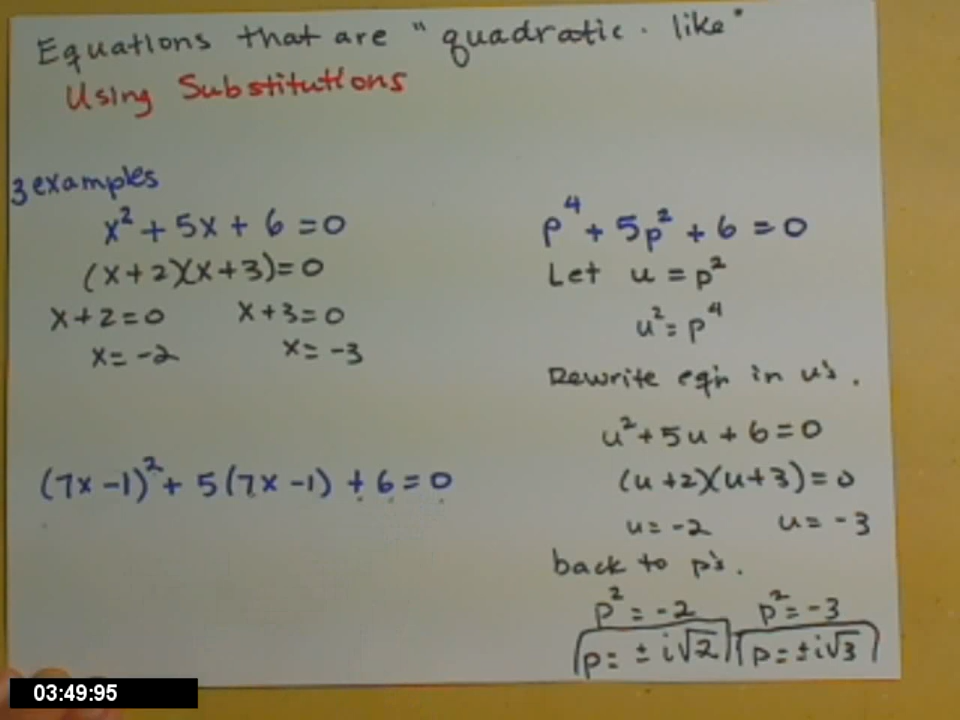 Equations that are "quadratic-like"
Using Substitutions
3 examples
x² + 5x + 6 = 0
(x+2)(x+3)=0
x+2=0 x+3=0
x=-2 x=-3
(7x-1)² + 5(7x-1) + 6 = 0
p⁴ + 5p² + 6 = 0
Let u = p²
u² = p⁴
Rewrite eq'n in u's.
u²+5u+6=0
(u+2)(u+3)=0
u=-2 u=-3
back to p's.
p²=-2 p²=-3
p=±i√2 p=±i√3
03:49:95